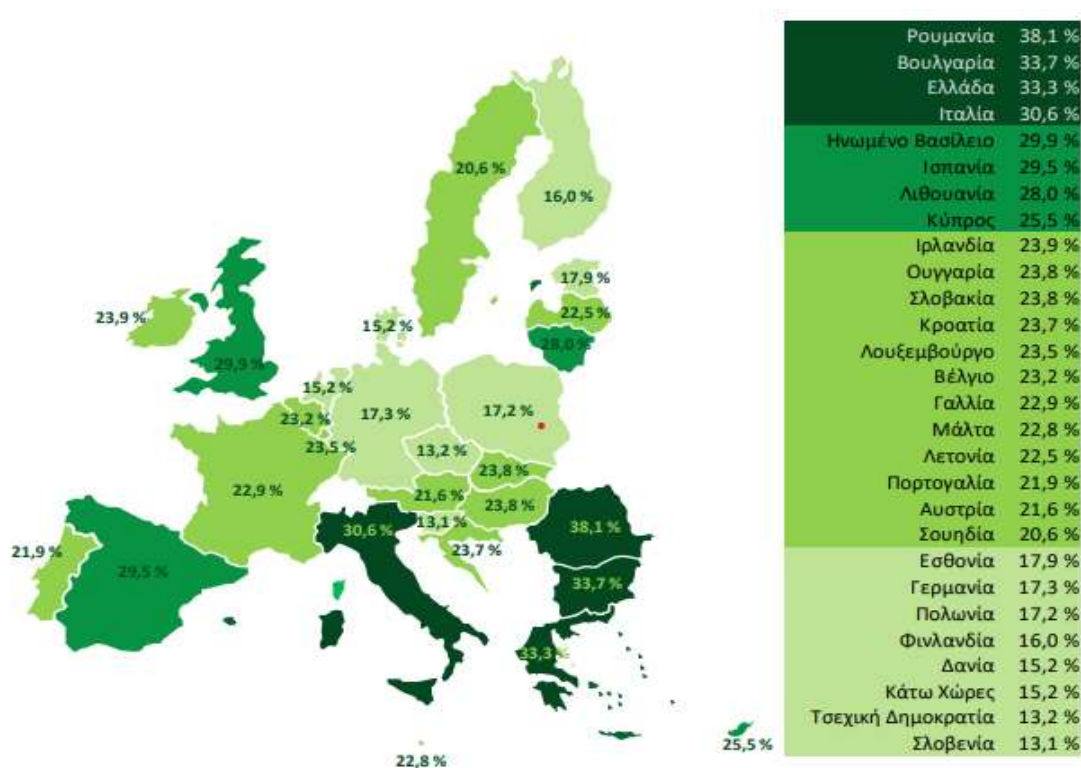 20,6 %
16,0 %
17,9 %
22,5 %
28,0 %
23,9 %
29,9 %
15,2 %
15,2 %
17,3 %
17,2 %
23,2 %
23,5 %
13,2 %
23,8 %
22,9 %
21,6 %
23,8 %
13,1 %
30,6 %
23,7 %
38,1 %
33,7 %
21,9 %
29,5 %
33,3 %
22,8 %
25,5 %
Ρουμανία 38,1 %
Βουλγαρία 33,7 %
Ελλάδα 33,3 %
Ιταλία 30,6 %
Ηνωμένο Βασίλειο 29,9 %
Ισπανία 29,5 %
Λιθουανία 28,0 %
Κύπρος 25,5 %
Ιρλανδία 23,9 %
Ουγγαρία 23,8 %
Σλοβακία 23,8 %
Κροατία 23,7 %
Λουξεμβούργο 23,5 %
Βέλγιο 23,2 %
Γαλλία 22,9 %
Μάλτα 22,8 %
Λετονία 22,5 %
Πορτογαλία 21,9 %
Αυστρία 21,6 %
Σουηδία 20,6 %
Εσθονία 17,9 %
Γερμανία 17,3 %
Πολωνία 17,2 %
Φινλανδία 16,0 %
Δανία 15,2 %
Κάτω Χώρες 15,2 %
Τσεχική Δημοκρατία 13,2 %
Σλοβενία 13,1 %